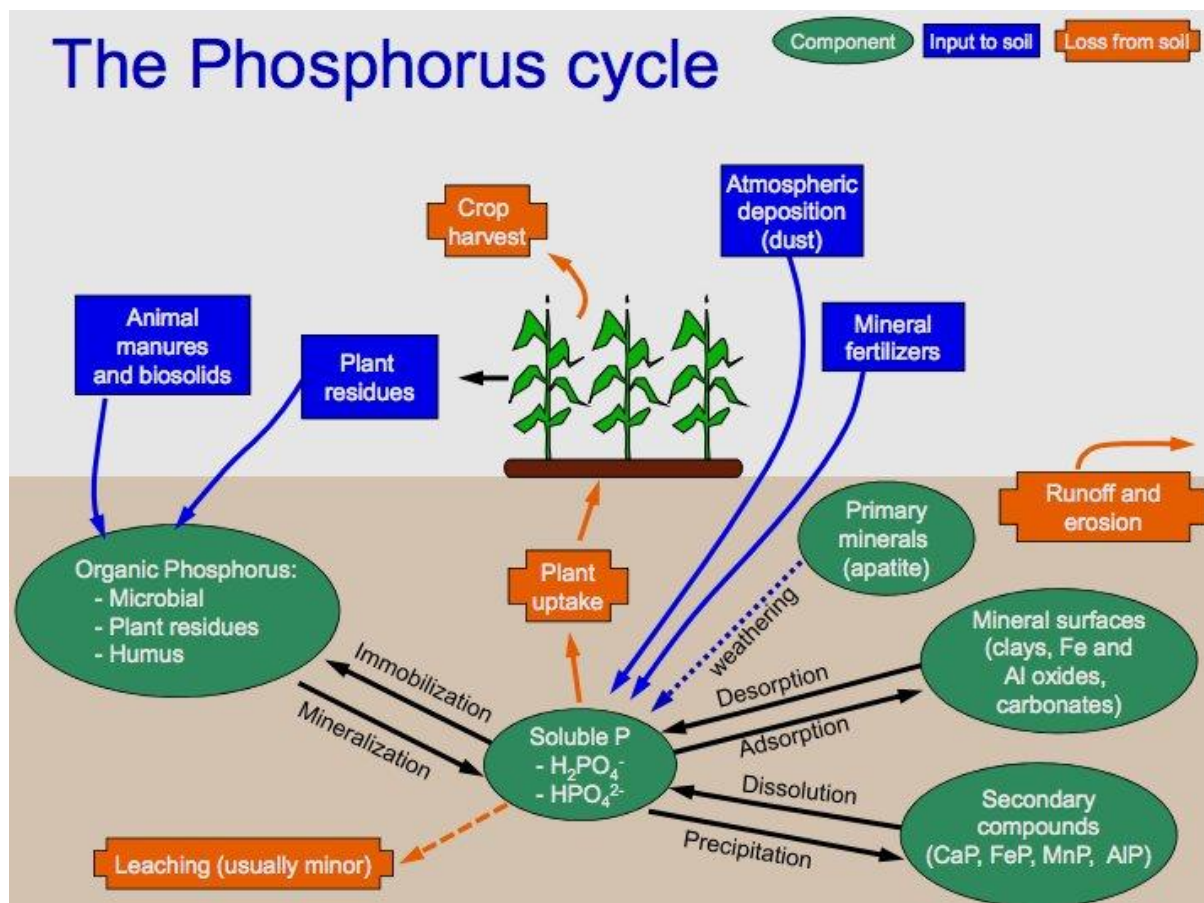 The Phosphorus cycle
Component
Input to soil
Loss from soil
Atmospheric
deposition
(dust)
Crop
harvest
Animal
manures
and biosolids
Plant
residues
Mineral
fertilizers
Runoff and
erosion
Primary
minerals
(apatite)
Organic Phosphorus:
- Microbial
- Plant residues
- Humus
Plant
uptake
weathering
Mineral surfaces
(clays, Fe and
Al oxides,
carbonates)
Immobilization
Mineralization
Desorption
Adsorption
Soluble P
- H₂PO₄⁻
- HPO₄²⁻
Dissolution
Precipitation
Secondary
compounds
(CaP, FeP, MnP, AlP)
Leaching (usually minor)